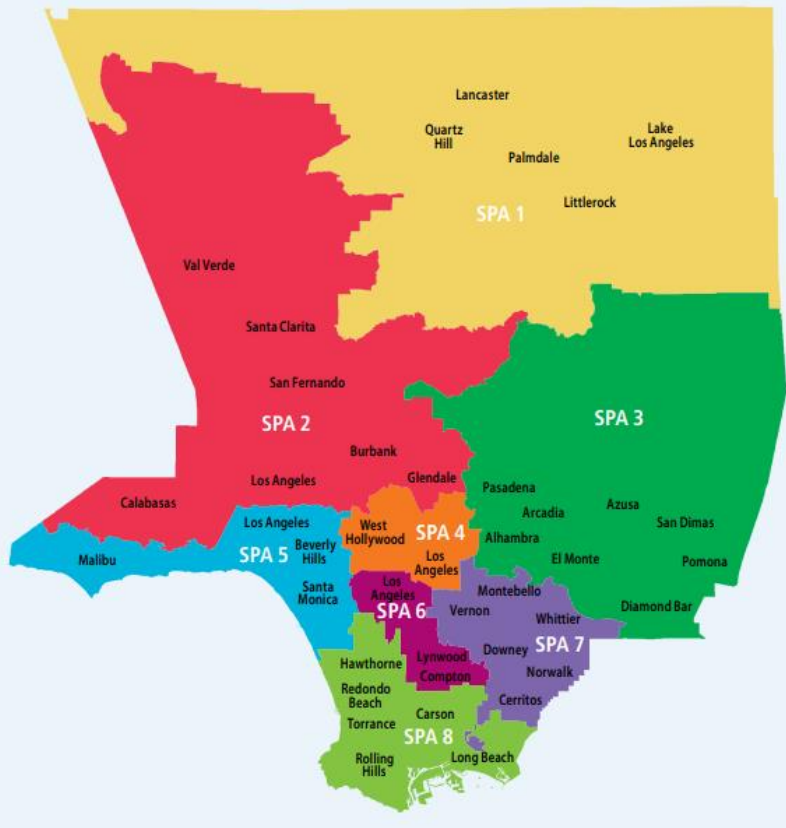 Lancaster
Quartz
Hill
Lake
Los Angeles
Palmdale
Littlerock
SPA 1
Val Verde
Santa Clarita
San Fernando
SPA 2
Burbank
Los Angeles
Glendale
Calabasas
SPA 3
Pasadena
Azusa
Arcadia
San Dimas
Alhambra
El Monte
Pomona
Diamond Bar
West
Hollywood
SPA 4
Los
Angeles
Los Angeles
Beverly
Hills
SPA 5
Malibu
Santa
Monica
Los
Angeles
SPA 6
Lynwood
Compton
Montebello
Vernon
Whittier
SPA 7
Downey
Norwalk
Cerritos
Hawthorne
Redondo
Beach
Carson
Torrance
SPA 8
Long Beach
Rolling
Hills